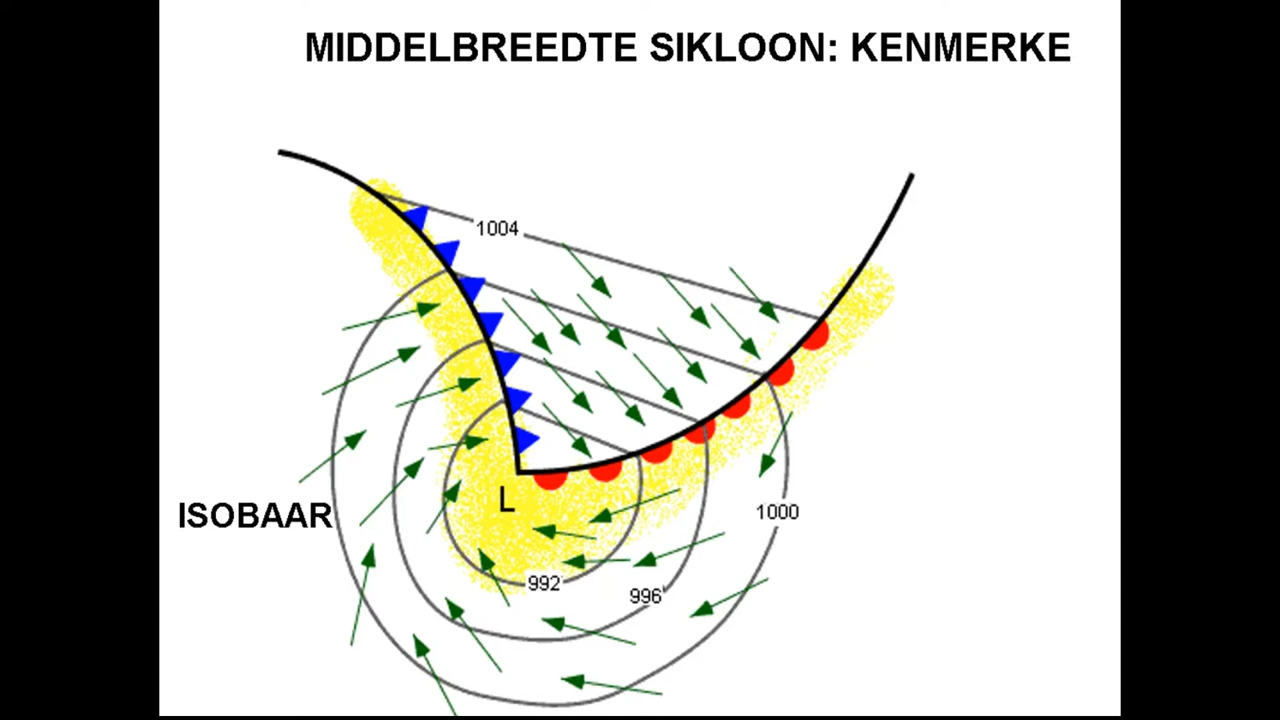 MIDDELBREEDTE SIKLOON: KENMERKE
1004
L
ISOBAAR
1000
992
996